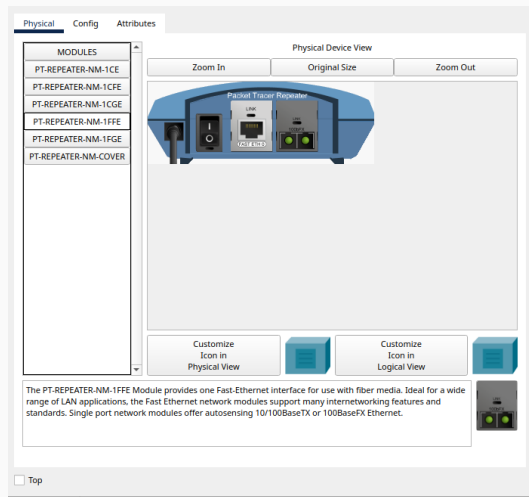 Physical Config Attributes
MODULES
PT-REPEATER-NM-1CE
PT-REPEATER-NM-1CFE
PT-REPEATER-NM-1CGE
PT-REPEATER-NM-1FFE
PT-REPEATER-NM-1FGE
PT-REPEATER-NM-COVER
Physical Device View
Zoom In Original Size Zoom Out
Packet Tracer Repeater
LINK
Customize
Icon in
Physical View
Customize
Icon in
Logical View
The PT-REPEATER-NM-1FFE Module provides one Fast-Ethernet interface for use with fiber media. Ideal for a wide
range of LAN applications, the Fast Ethernet network modules support many internetworking features and
standards. Single port network modules offer autosensing 10/100BaseTX or 100BaseFX Ethernet.
Top